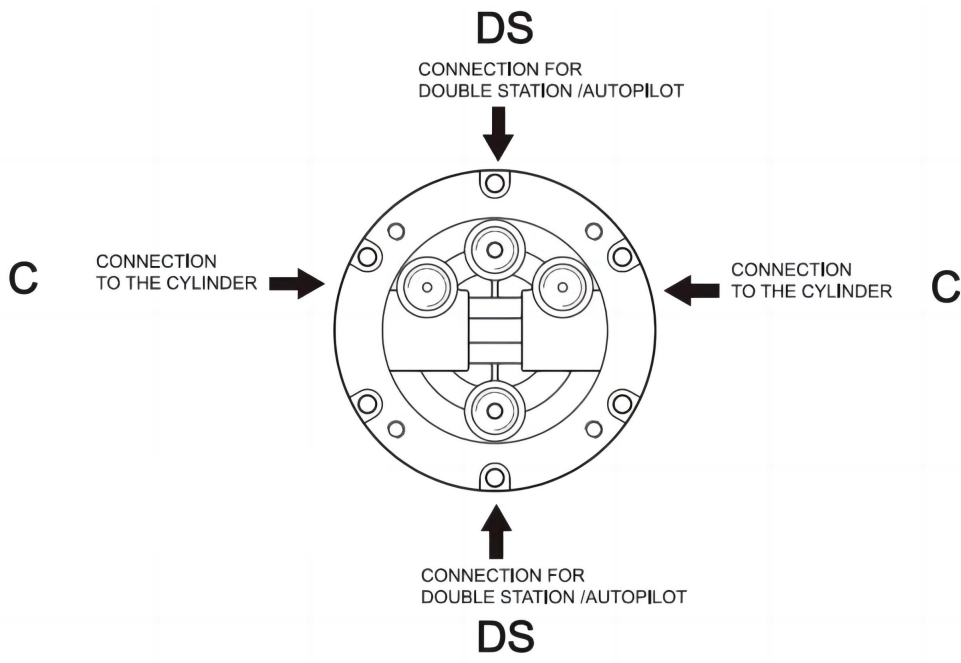 DS
CONNECTION FOR
DOUBLE STATION /AUTOPILOT
C
CONNECTION
TO THE CYLINDER
CONNECTION
TO THE CYLINDER
C
CONNECTION FOR
DOUBLE STATION /AUTOPILOT
DS